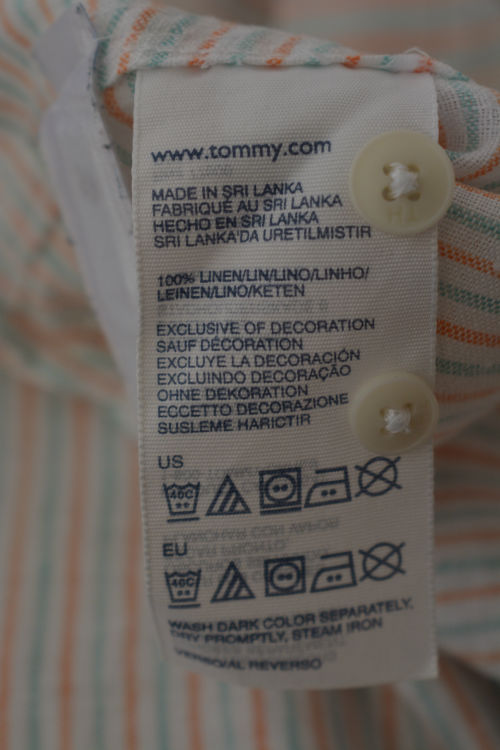 www.tommy.com
MADE IN SRI LANKA
FABRIQUÉ AU SRI LANKA
HECHO EN SRI LANKA
SRI LANKA'DA URETILMISTIR
100% LINEN/LIN/LINO/LINHO/
LEINEN/LINO/KETEN
EXCLUSIVE OF DECORATION
SAUF DÉCORATION
EXCLUYE LA DECORACIÓN
EXCLUINDO DECORAÇÃO
OHNE DEKORATION
ECCETTO DECORAZIONE
SUSLEME HARICTIR
US
40C
EU
40C
WASH DARK COLOR SEPARATELY,
DRY PROMPTLY, STEAM IRON
VERSO/AL REVERSO